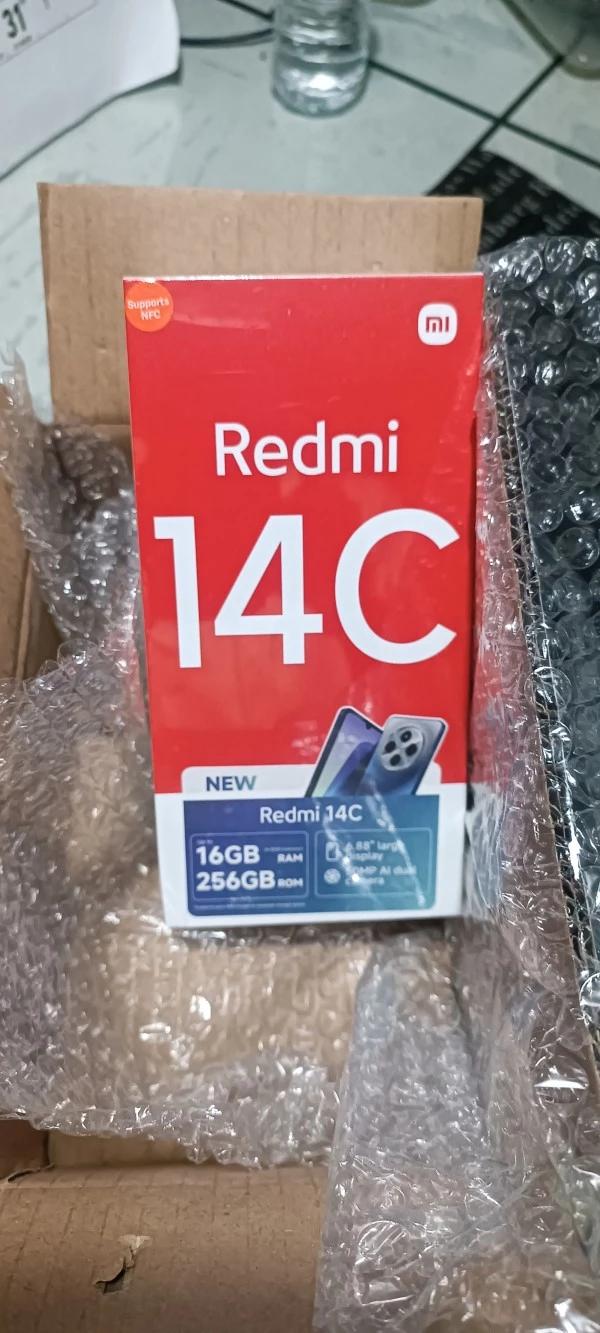 31
Supports
NFC
mi
Redmi
14C
NEW
Redmi 14C
16GB RAM
256GB ROM
6.88" large
display
50MP AI dual
camera